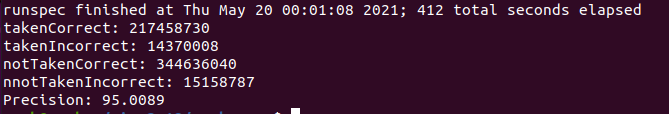 runspec finished at Thu May 20 00:01:08 2021; 412 total seconds elapsed
takenCorrect: 217458730
takenIncorrect: 14370008
notTakenCorrect: 344636040
nnotTakenIncorrect: 15158787
Precision: 95.0089